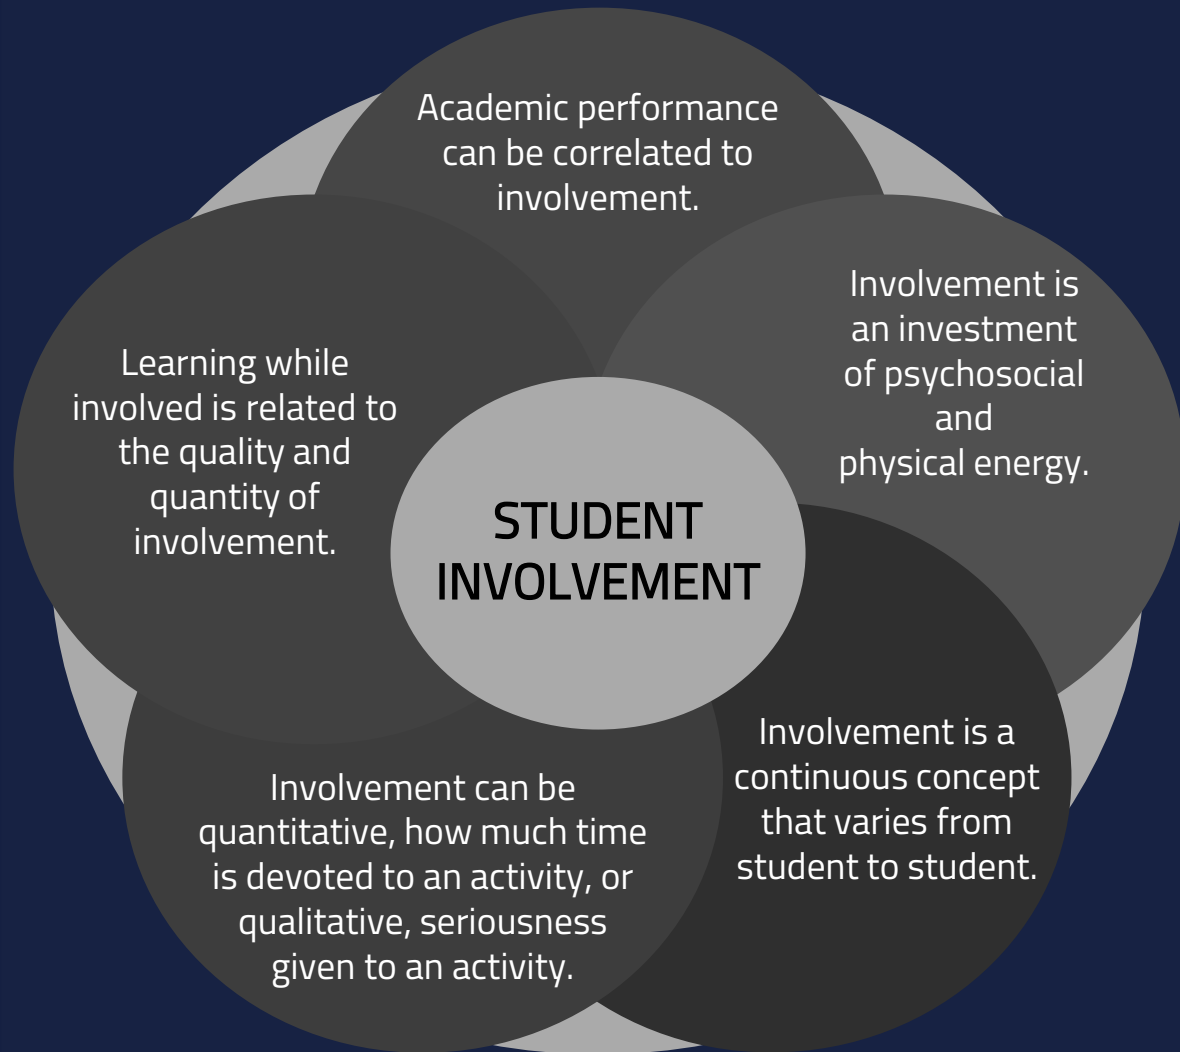 Academic performance
can be correlated to
involvement.
Involvement is
an investment
of psychosocial
and
physical energy.
Learning while
involved is related to
the quality and
quantity of
involvement.
STUDENT
INVOLVEMENT
Involvement is a
continuous concept
that varies from
student to student.
Involvement can be
quantitative, how much time
is devoted to an activity, or
qualitative, seriousness
given to an activity.